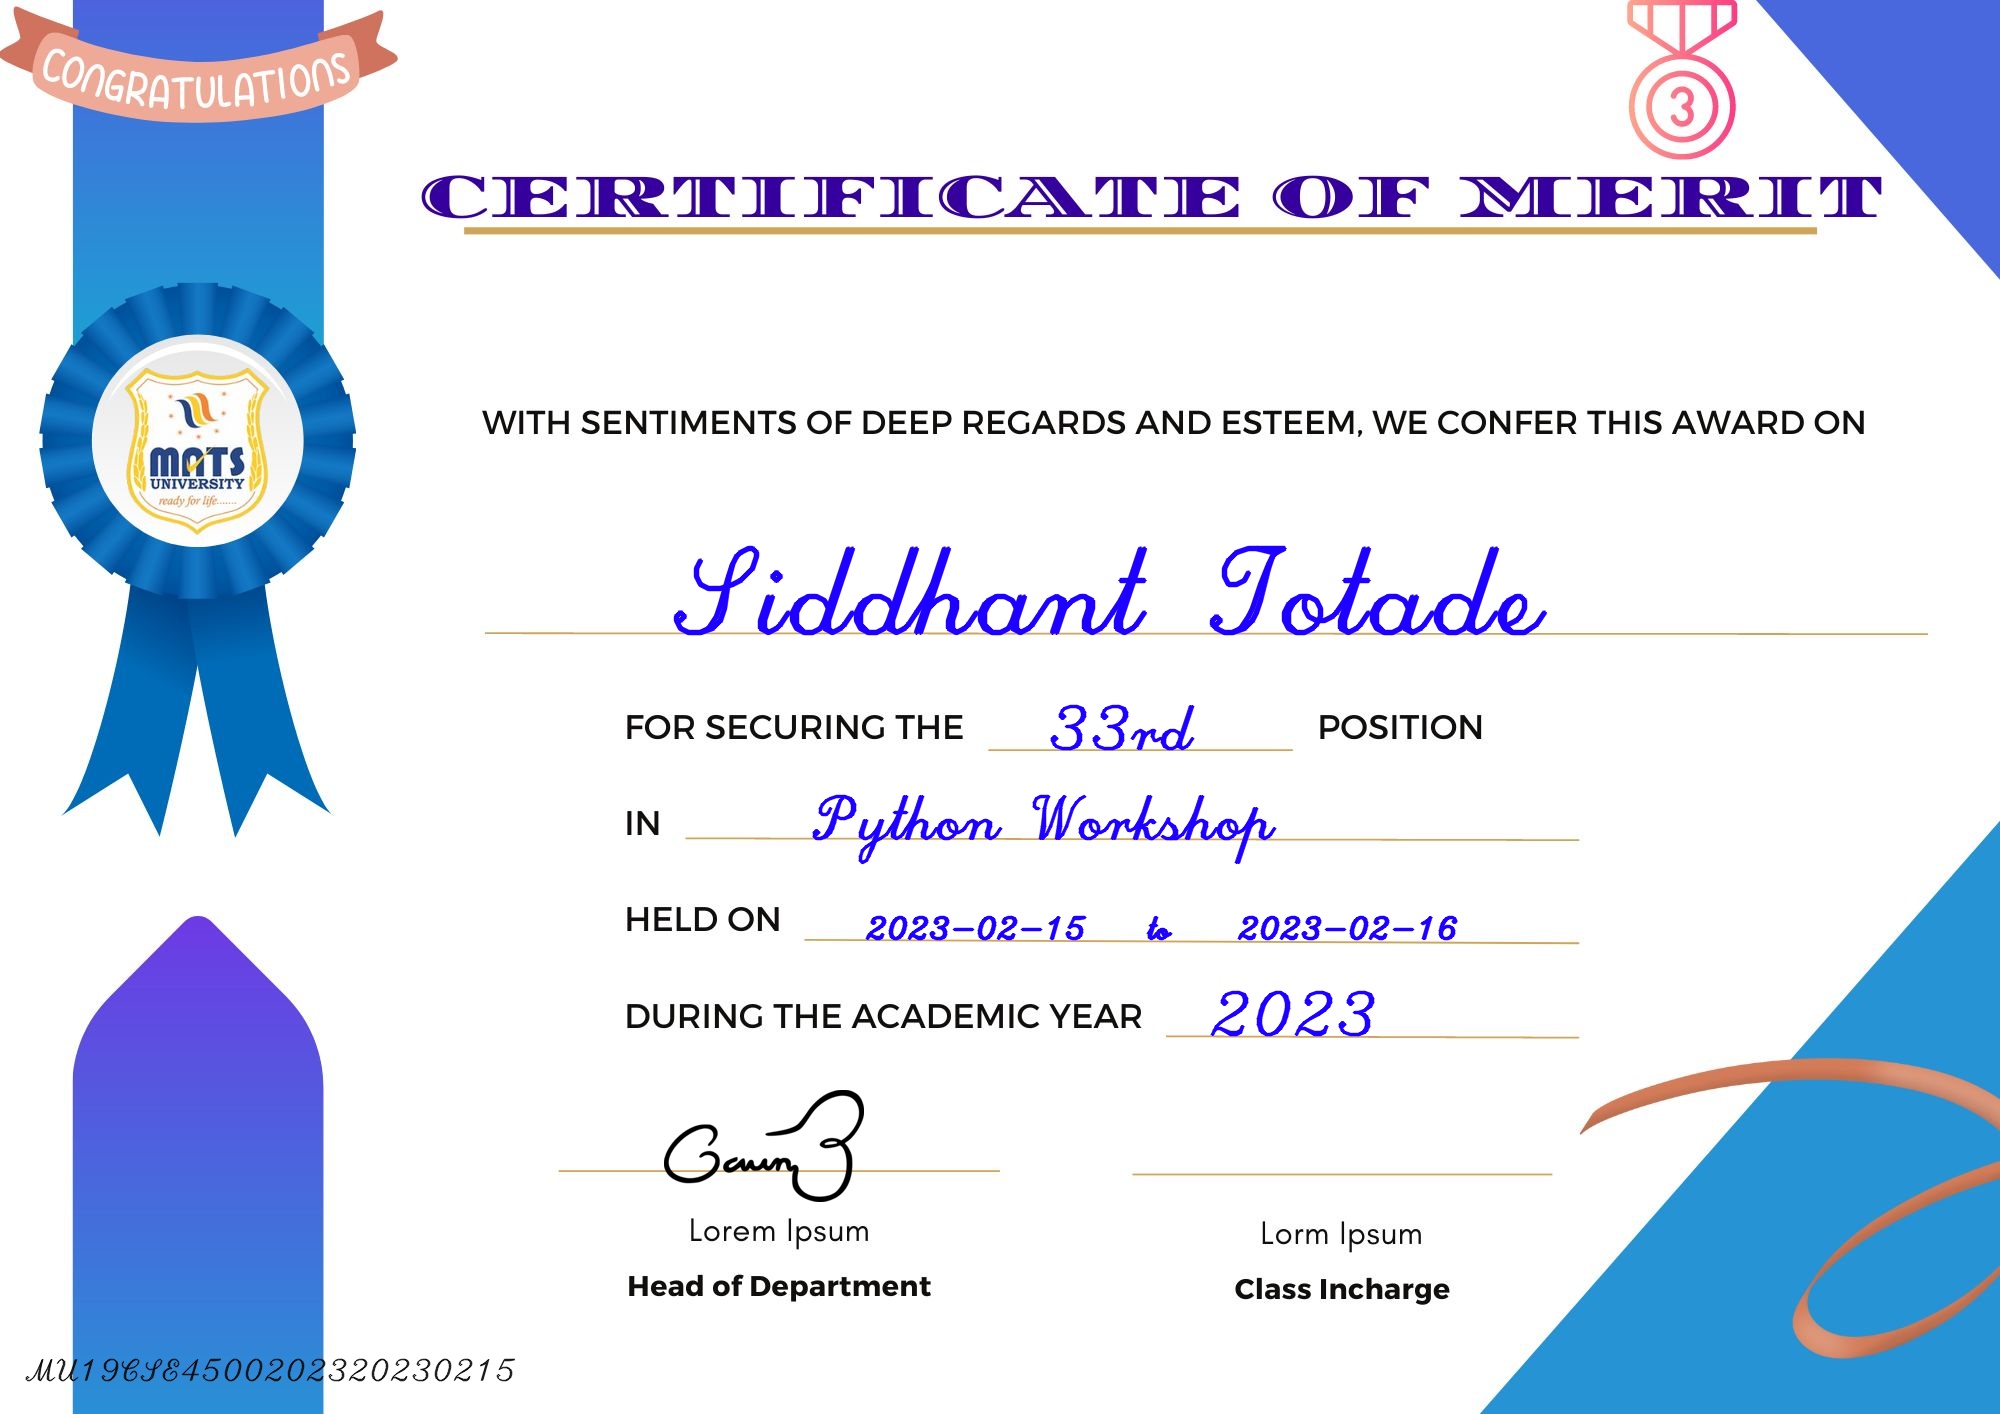 CONGRATULATIONS
3
CERTIFICATE OF MERIT
MATS
UNIVERSITY
ready for life.......
WITH SENTIMENTS OF DEEP REGARDS AND ESTEEM, WE CONFER THIS AWARD ON
Siddhant Totade
FOR SECURING THE 33rd POSITION
IN Python Workshop
HELD ON 2023-02-15 to 2023-02-16
DURING THE ACADEMIC YEAR 2023
Lorem Ipsum
Head of Department
Lorm Ipsum
Class Incharge
MU19CSE4500202320230215